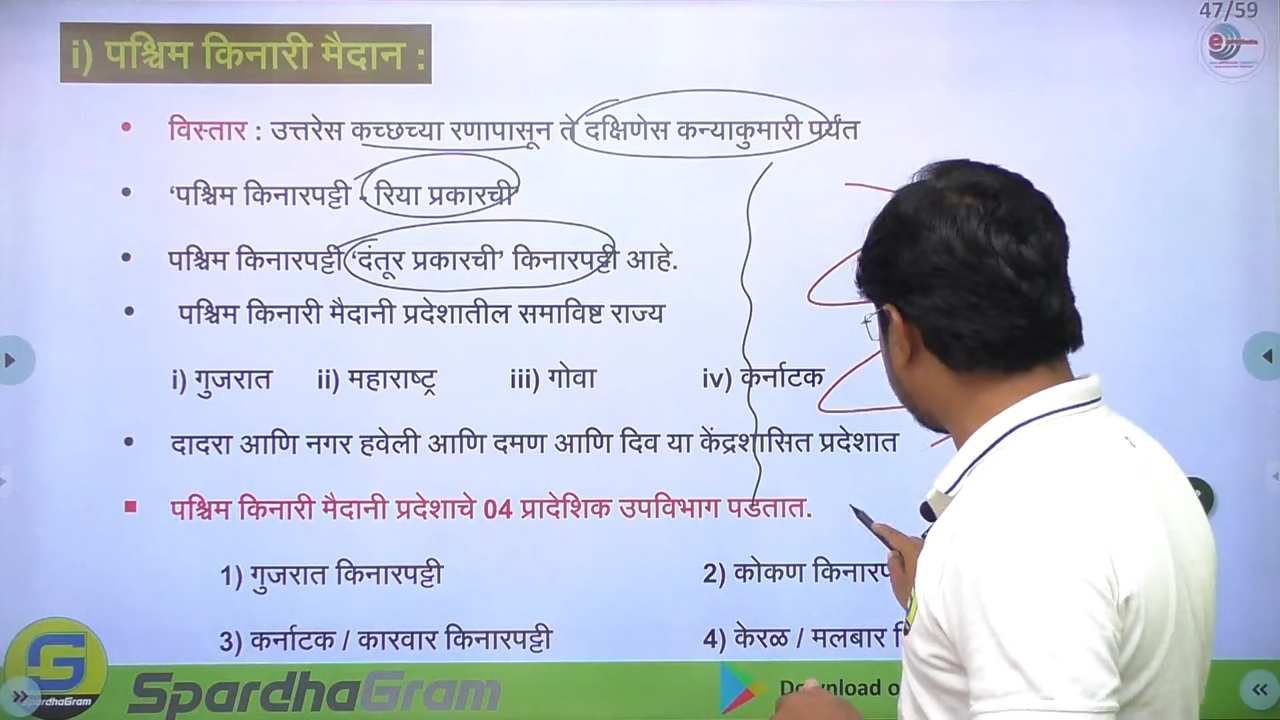 47/59
i) पश्चिम किनारी मैदान :
• विस्तार : उत्तरेस कच्छच्या रणापासून ते दक्षिणेस कन्याकुमारी पर्यंत
• ‘पश्चिम किनारपट्टी - रिया प्रकारची’
• पश्चिम किनारपट्टी ‘दंतूर प्रकारची’ किनारपट्टी आहे.
• पश्चिम किनारी मैदानी प्रदेशातील समाविष्ट राज्य
i) गुजरात ii) महाराष्ट्र iii) गोवा iv) कर्नाटक
• दादरा आणि नगर हवेली आणि दमण आणि दिव या केंद्रशासित प्रदेशात
▪ पश्चिम किनारी मैदानी प्रदेशाचे 04 प्रादेशिक उपविभाग पडतात.
1) गुजरात किनारपट्टी 2) कोकण
3) कर्नाटक / कारवार किनारपट्टी 4) केरळ / मलबार
SpardhaGram
SpardhaGram Download